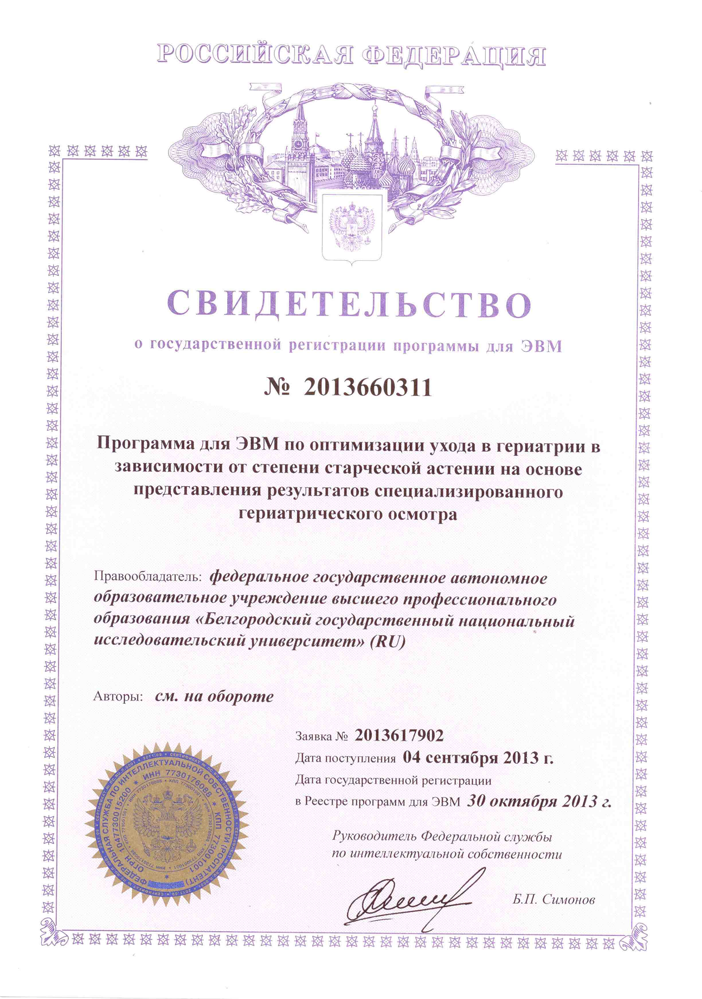 РОССИЙСКАЯ ФЕДЕРАЦИЯ
СВИДЕТЕЛЬСТВО
о государственной регистрации программы для ЭВМ
№ 2013660311
Программа для ЭВМ по оптимизации ухода в гериатрии в
зависимости от степени старческой астении на основе
представления результатов специализированного
гериатрического осмотра
Правообладатель: федеральное государственное автономное
образовательное учреждение высшего профессионального
образования «Белгородский государственный национальный
исследовательский университет» (RU)
Авторы: см. на обороте
Заявка № 2013617902
Дата поступления 04 сентября 2013 г.
Дата государственной регистрации
в Реестре программ для ЭВМ 30 октября 2013 г.
Руководитель Федеральной службы
по интеллектуальной собственности
Б.П. Симонов
ФЕДЕРАЛЬНАЯ СЛУЖБА ПО ИНТЕЛЛЕКТУАЛЬНОЙ СОБСТВЕННОСТИ (РОСПАТЕНТ)
ОГРН 1047730015200 * ИНН 7730176088 * КПП 773001001 *